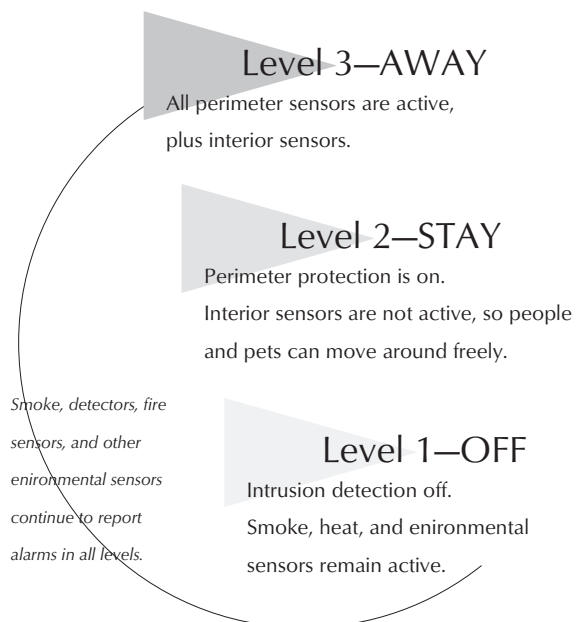 Level 3—AWAY
All perimeter sensors are active,
plus interior sensors.
Level 2—STAY
Perimeter protection is on.
Interior sensors are not active, so people
and pets can move around freely.
Smoke, detectors, fire
sensors, and other
enironmental sensors
continue to report
alarms in all levels.
Level 1—OFF
Intrusion detection off.
Smoke, heat, and enironmental
sensors remain active.